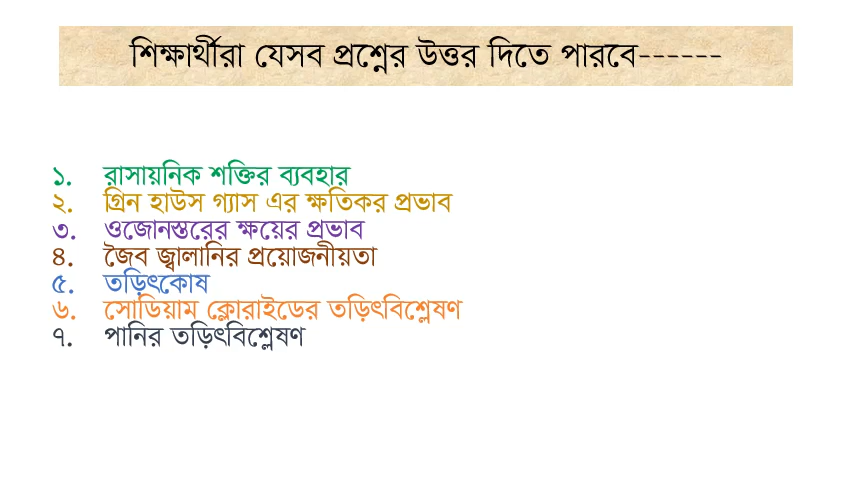 শিক্ষার্থীরা যেসব প্রশ্নের উত্তর দিতে পারবে------
১. রাসায়নিক শক্তির ব্যবহার
২. গ্রিন হাউস গ্যাস এর ক্ষতিকর প্রভাব
৩. ওজোনস্তরের ক্ষয়ের প্রভাব
৪. জৈব জ্বালানির প্রয়োজনীয়তা
৫. তড়িৎকোষ
৬. সোডিয়াম ক্লোরাইডের তড়িৎবিশ্লেষণ
৭. পানির তড়িৎবিশ্লেষণ